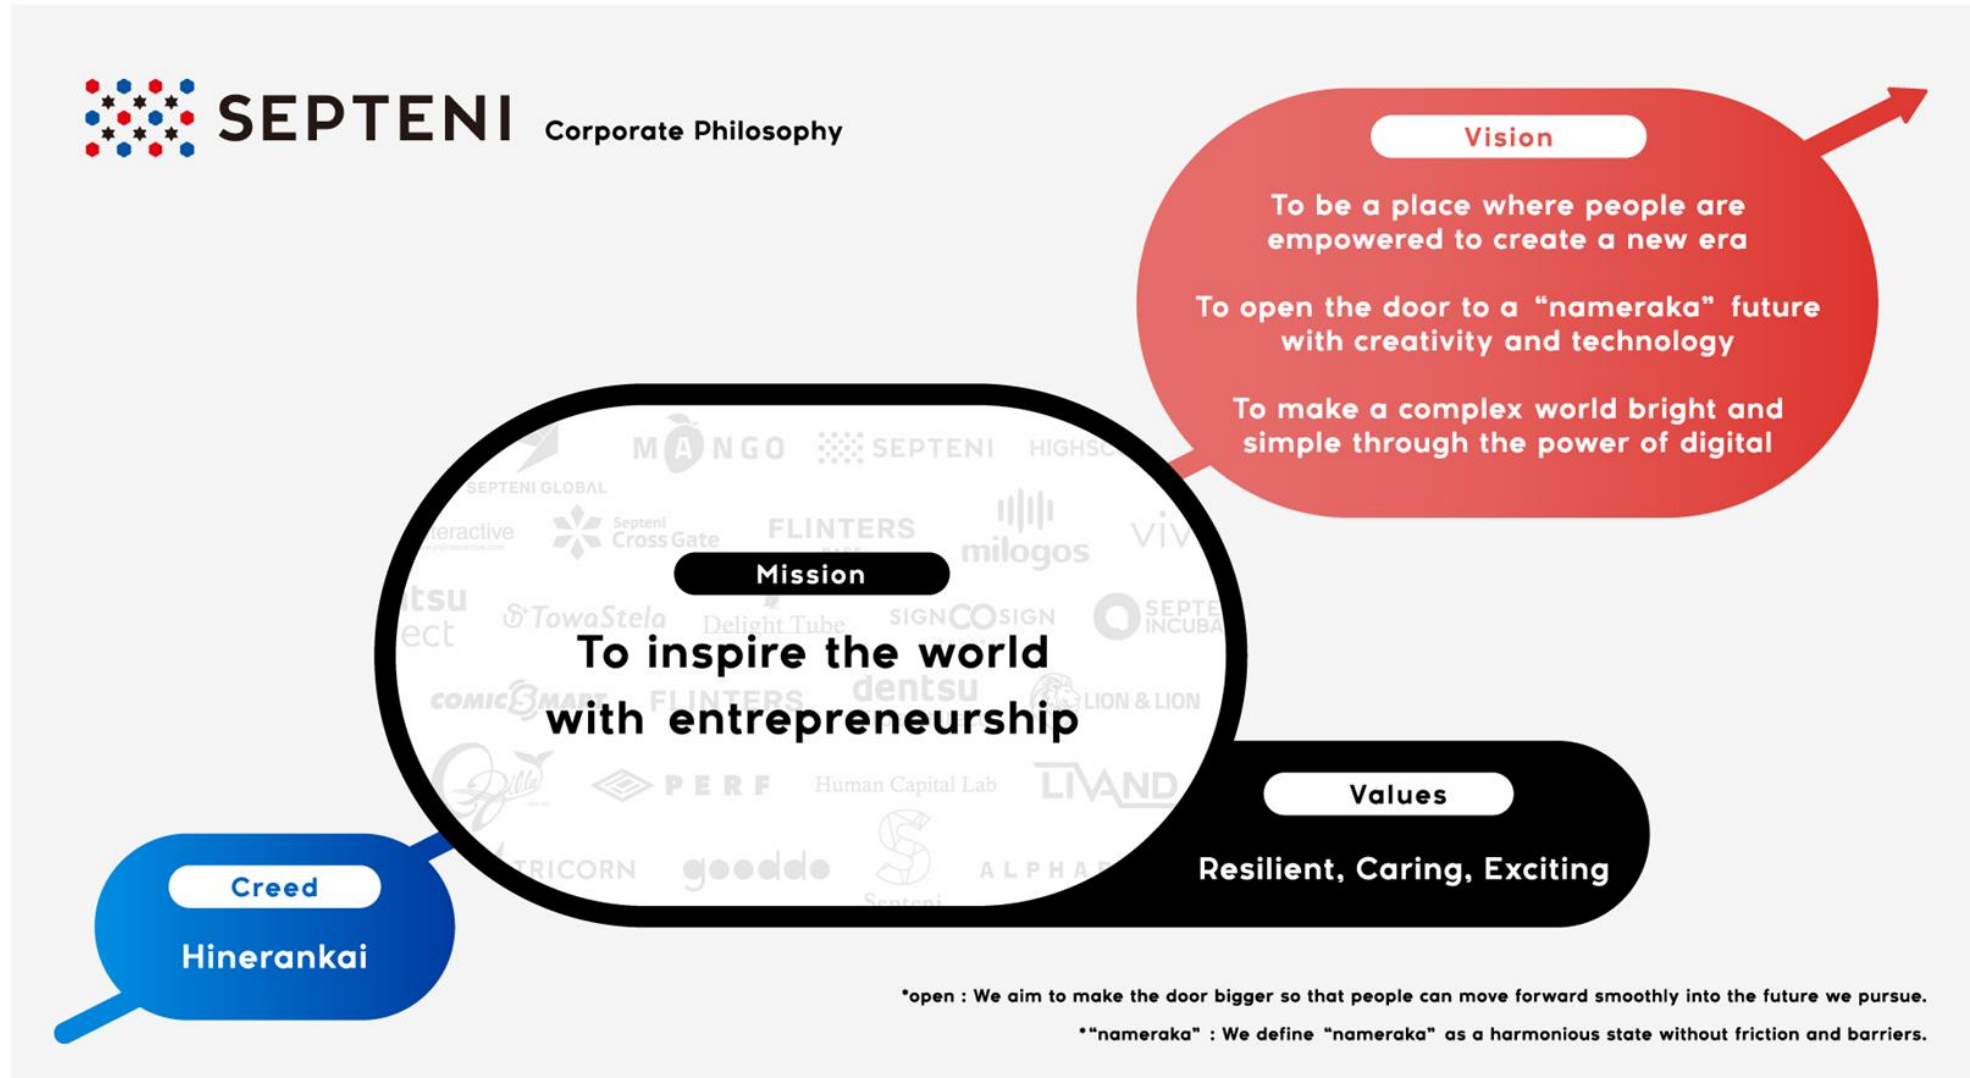 SEPTENI Corporate Philosophy
Vision
To be a place where people are
empowered to create a new era
To open the door to a “nameraka” future
with creativity and technology
To make a complex world bright and
simple through the power of digital
MANGO SEPTENI
SEPTENI GLOBAL
Septeni
Cross Gate
FLINTERS
milogos
Mission
TowaStela
Delight Tube
SIGNCOSIGN
To inspire the world
with entrepreneurship
COMICSMART
FLINTERS
dentsu
LION & LION
PERF
Human Capital Lab
LIVAND
TRICORN
gooddo
Septeni
Values
Resilient, Caring, Exciting
Creed
Hinerankai
*open : We aim to make the door bigger so that people can move forward smoothly into the future we pursue.
*“nameraka” : We define “nameraka” as a harmonious state without friction and barriers.